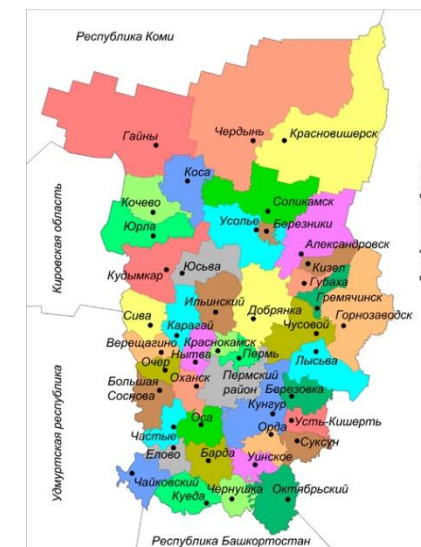 Республика Коми
Гайны
Чердынь
Красновишерск
Кировская область
Коса
Кочево
Соликамск
Юрла
Усолье
Березники
Александровск
Кудымкар
Юсьва
Кизел
Губаха
Ильинский
Гремячинск
Сива
Добрянка
Горнозаводск
Карагай
Чусовой
Верещагино
Краснокамск
Нытва
Пермь
Лысьва
Очер
Оханск
Пермский
район
Большая
Соснова
Березовка
Кунгур
Удмуртская республика
Оса
Усть-Кишерть
Частые
Орда
Суксун
Елово
Барда
Уинское
Чайковский
Куеда
Чернушка
Октябрьский
Республика Башкортостан